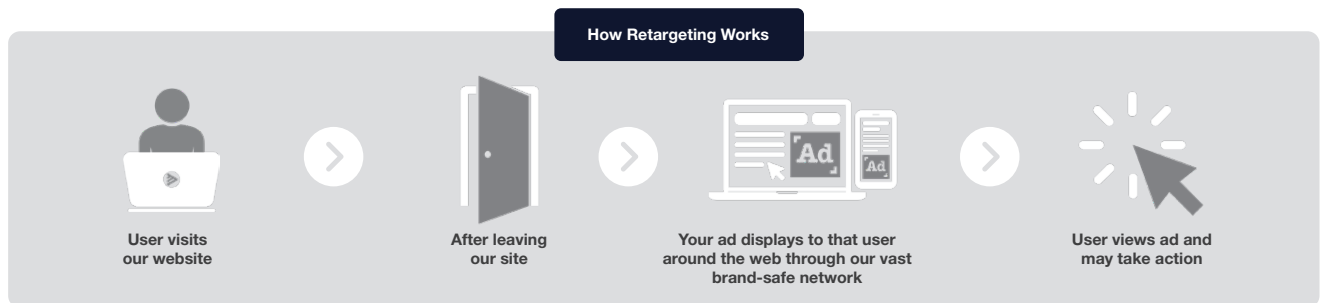 How Retargeting Works
Ad
Ad
User visits
our website
After leaving
our site
Your ad displays to that user
around the web through our vast
brand-safe network
User views ad and
may take action